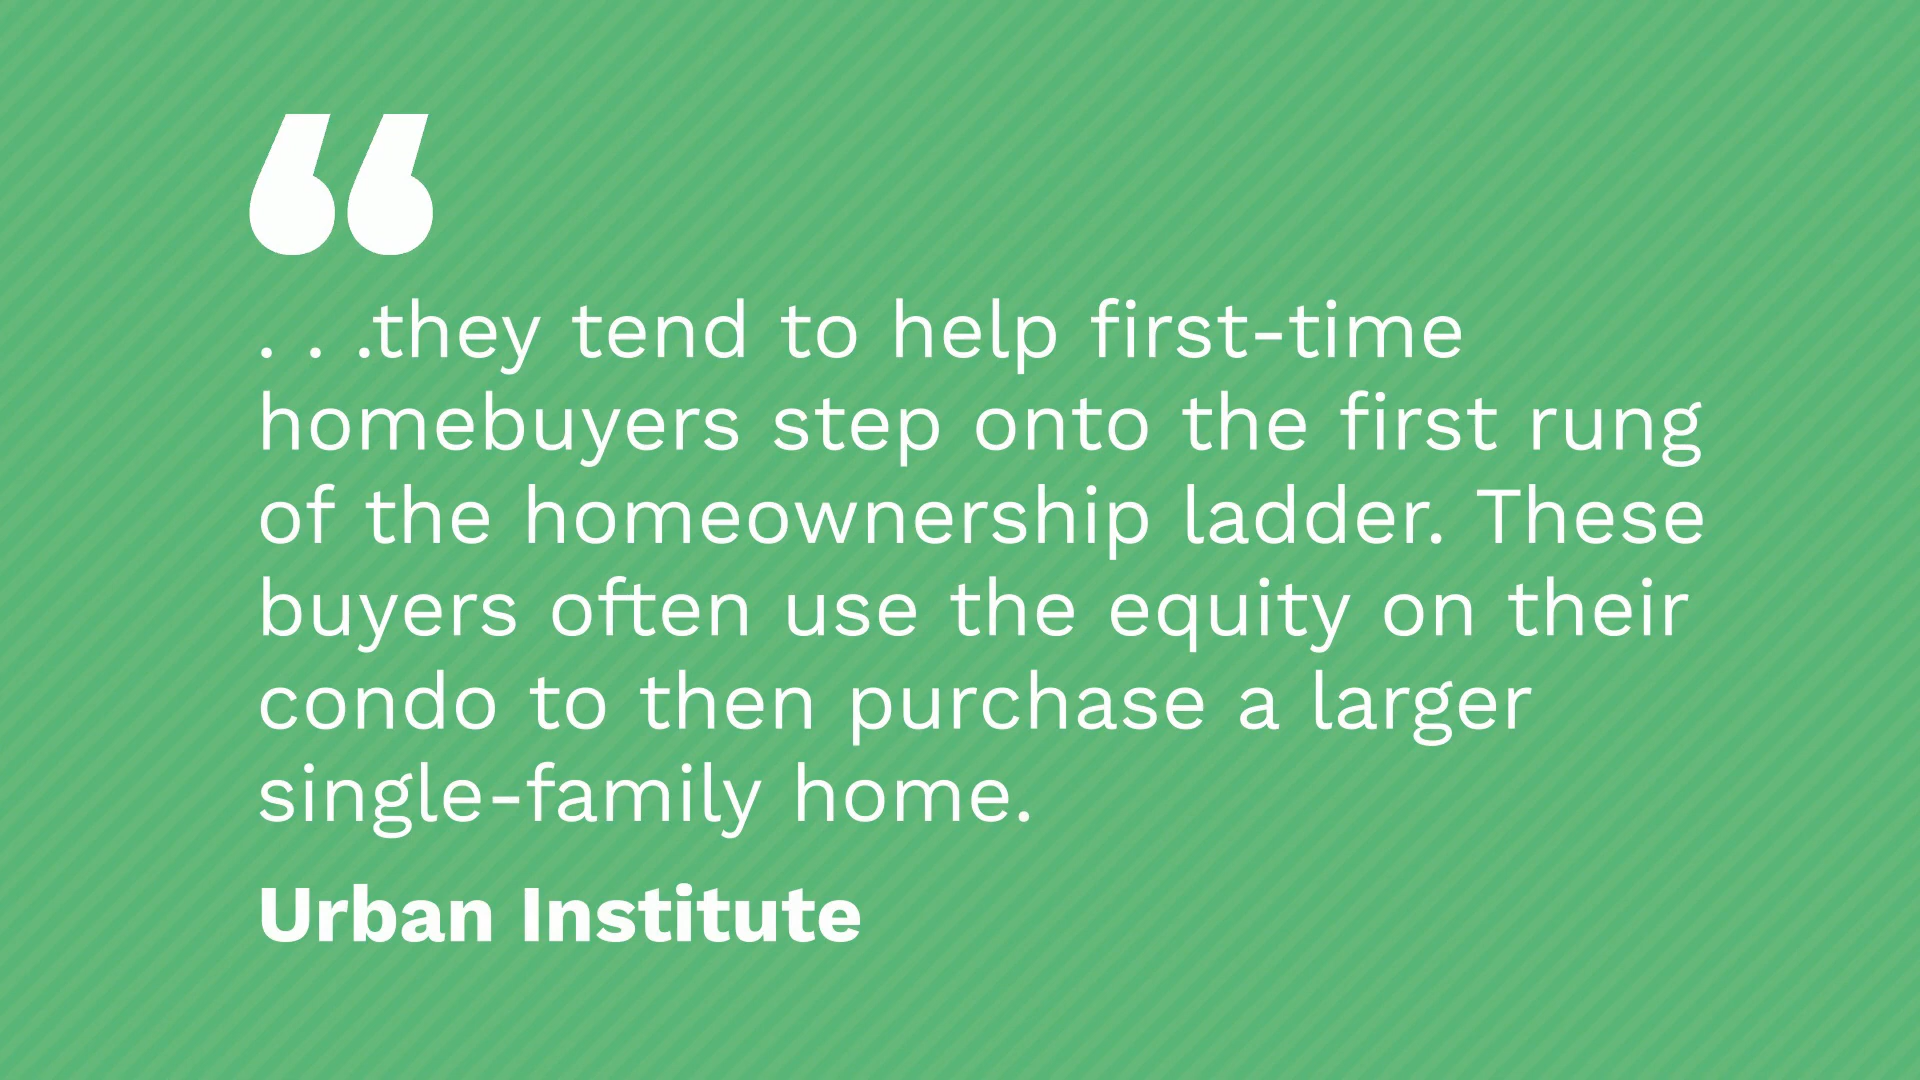 “
. . .they tend to help first-time
homebuyers step onto the first rung
of the homeownership ladder. These
buyers often use the equity on their
condo to then purchase a larger
single-family home.
Urban Institute